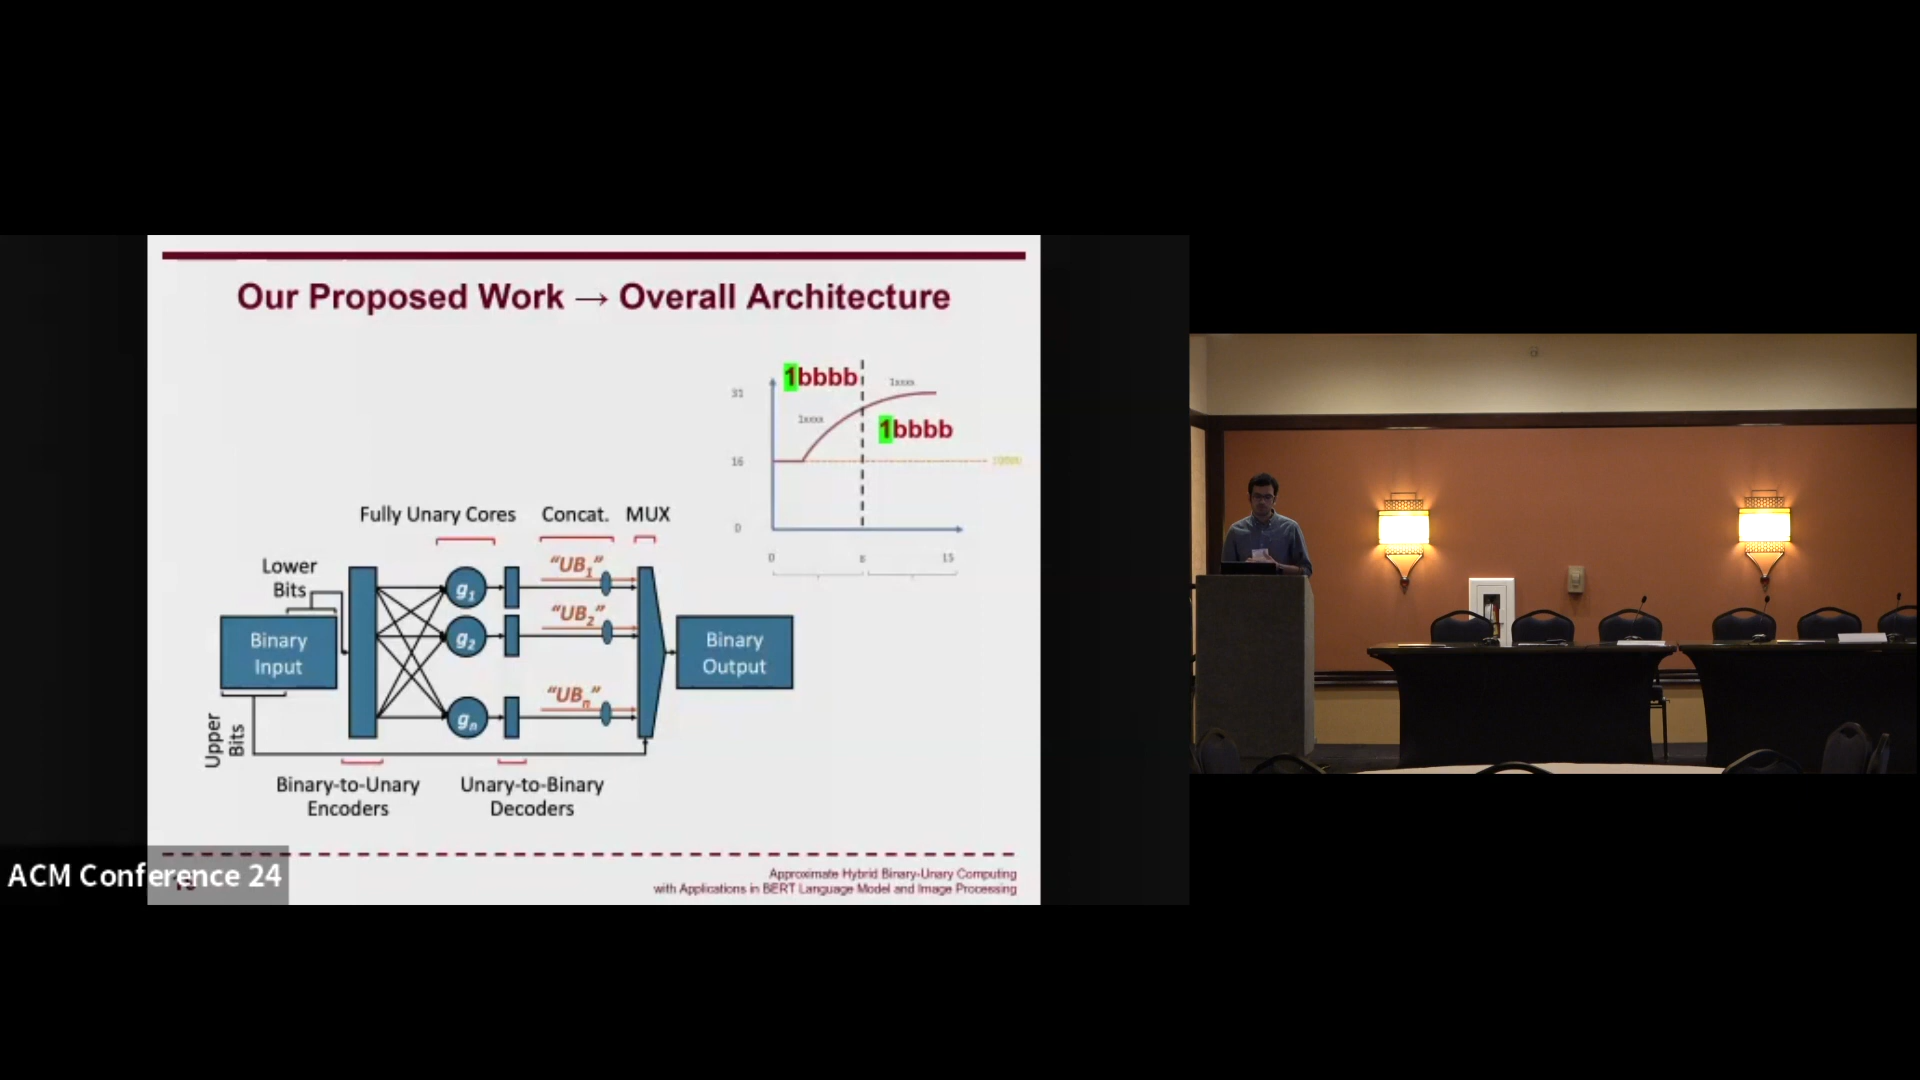 Our Proposed Work → Overall Architecture
1bbbb
1xxxx
31
1xxxx
1bbbb
16
0
0
8
15
Fully Unary Cores
Concat.
MUX
Lower
Bits
"UB1"
g1
"UB2"
g2
Binary
Input
Binary
Output
"UBn"
gn
Upper
Bits
Binary-to-Unary
Encoders
Unary-to-Binary
Decoders
ACM Conference 24
Approximate Hybrid Binary-Unary Computing
with Applications in BERT Language Model and Image Processing